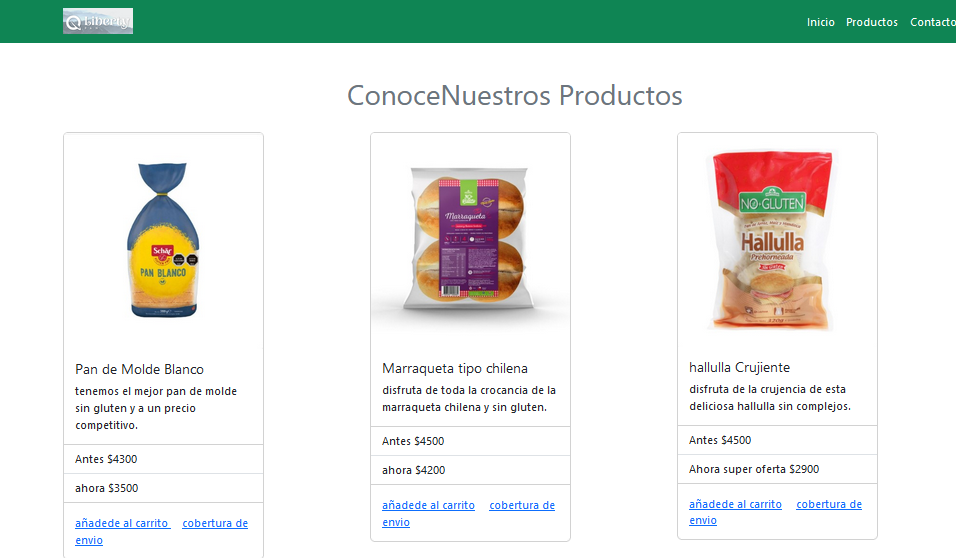 Liberty
Inicio Productos Contacto
ConoceNuestros Productos
Schär
PAN BLANCO
Marraqueta
NO·GLUTEN
Hallulla
Prehorneada
Pan de Molde Blanco
tenemos el mejor pan de molde
sin gluten y a un precio
competitivo.
Antes $4300
ahora $3500
añadede al carrito cobertura de
envio
Marraqueta tipo chilena
disfruta de toda la crocancia de la
marraqueta chilena y sin gluten.
Antes $4500
ahora $4200
añadede al carrito cobertura de
envio
hallulla Crujiente
disfruta de la crujencia de esta
deliciosa hallulla sin complejos.
Antes $4500
Ahora super oferta $2900
añadede al carrito cobertura de
envio